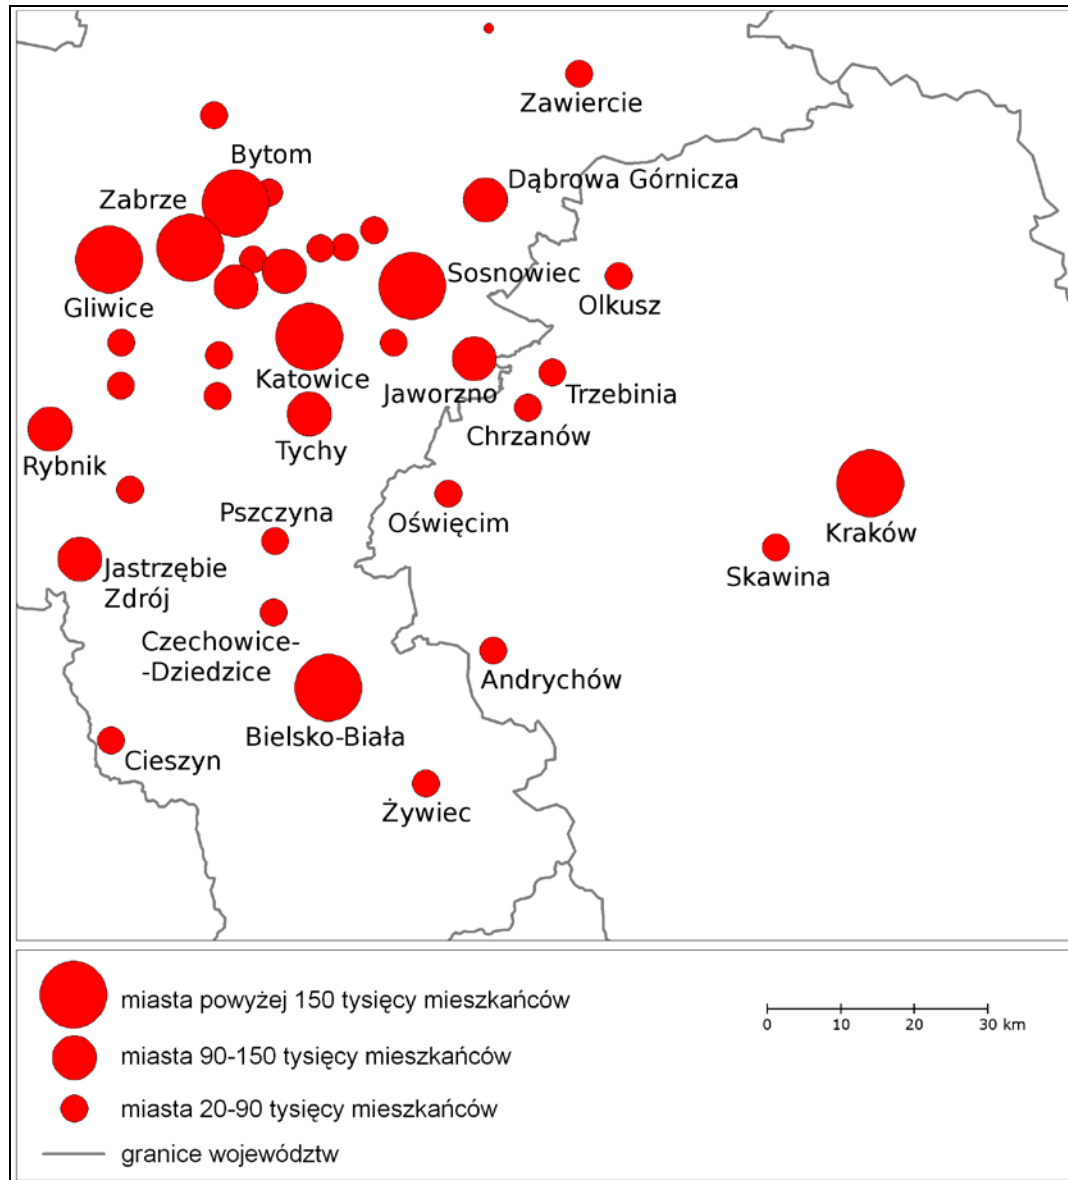 Zawiercie
Bytom
Dąbrowa Górnicza
Zabrze
Sosnowiec
Olkusz
Gliwice
Katowice
Jaworzno
Trzebinia
Chrzanów
Tychy
Rybnik
Pszczyna
Oświęcim
Kraków
Jastrzębie
Zdrój
Skawina
Czechowice-
-Dziedzice
Andrychów
Bielsko-Biała
Cieszyn
Żywiec
miasta powyżej 150 tysięcy mieszkańców
0 10 20 30 km
miasta 90-150 tysięcy mieszkańców
miasta 20-90 tysięcy mieszkańców
granice województw